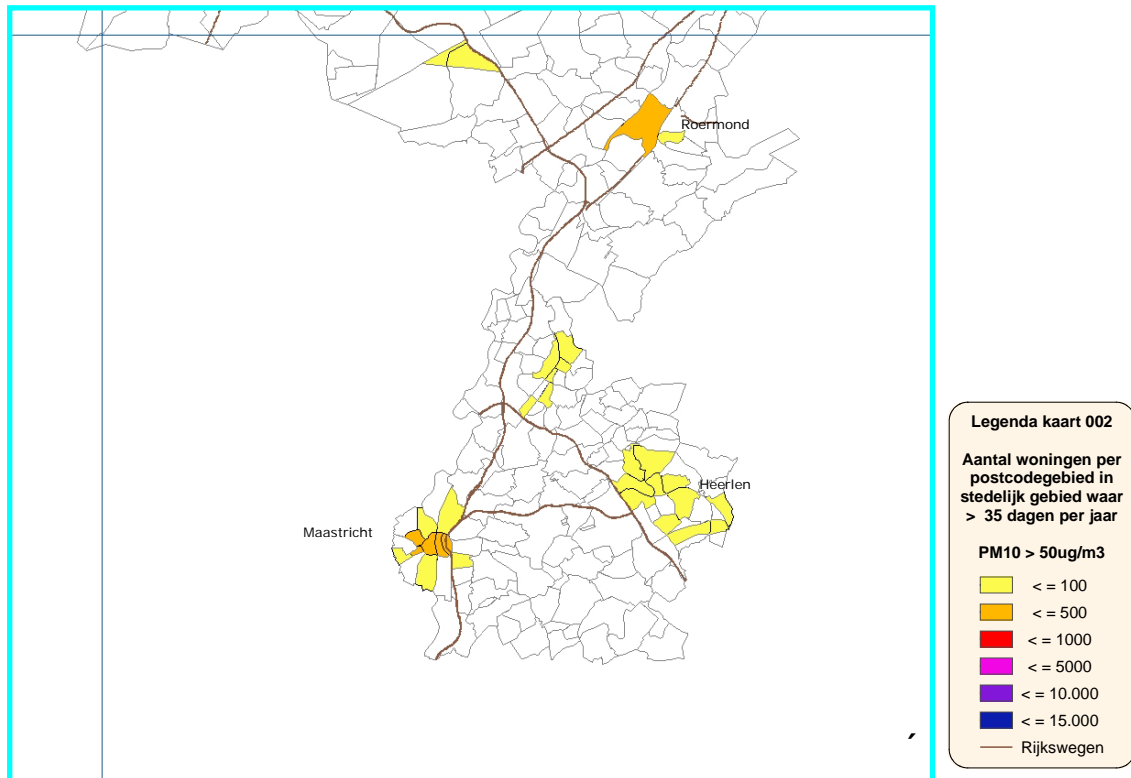 Roermond
Heerlen
Maastricht
Legenda kaart 002
Aantal woningen per
postcodegebied in
stedelijk gebied waar
> 35 dagen per jaar
PM10 > 50ug/m3
< = 100
< = 500
< = 1000
< = 5000
< = 10.000
< = 15.000
Rijkswegen